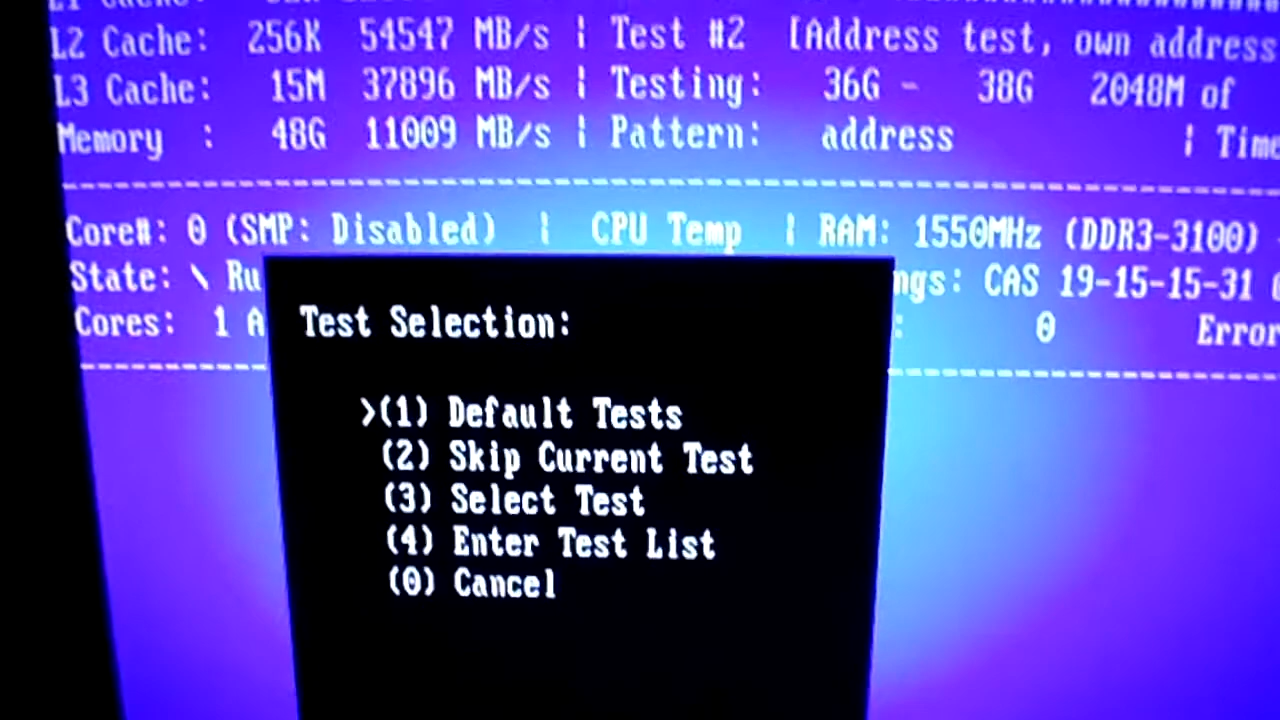 L2 Cache: 256K 54547 MB/s | Test #2 [Address test, own address
L3 Cache: 15M 37896 MB/s | Testing: 36G - 38G 2048M of
Memory : 48G 11009 MB/s | Pattern: address | Time
Core#: 0 (SMP: Disabled) | CPU Temp | RAM: 1550MHz (DDR3-3100)
State: \ Ru ngs: CAS 19-15-15-31
Cores: 1 A : 0 Error
Test Selection:
>(1) Default Tests
(2) Skip Current Test
(3) Select Test
(4) Enter Test List
(0) Cancel